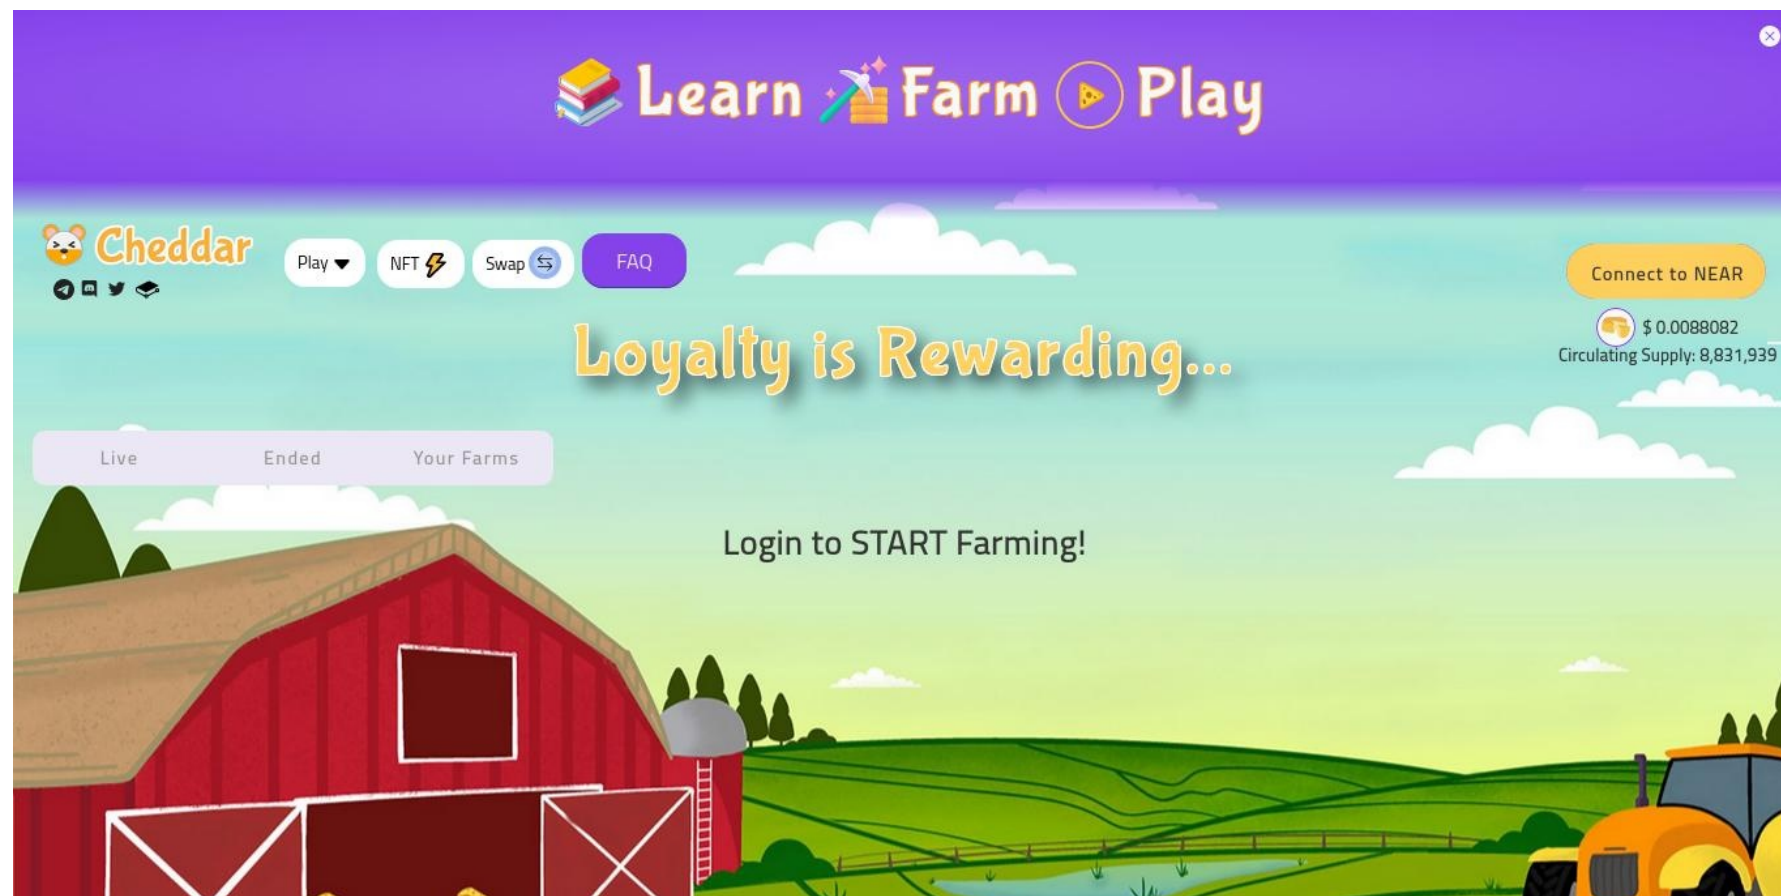 Learn Farm Play
Cheddar
Play NFT Swap FAQ
Connect to NEAR
$ 0.0088082
Circulating Supply: 8,831,939
Loyalty is Rewarding...
Live Ended Your Farms
Login to START Farming!